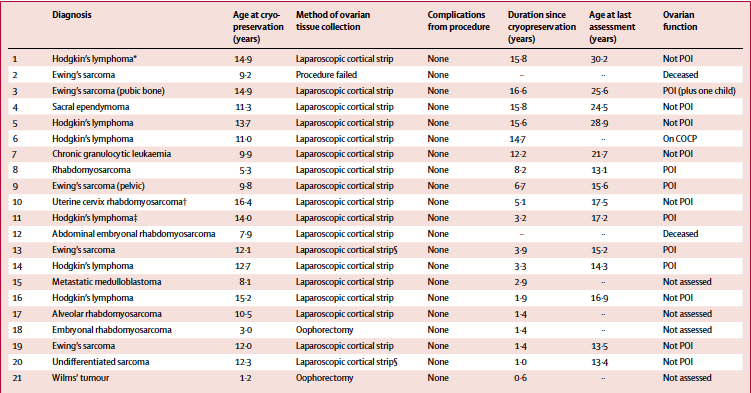 Diagnosis Age at cryo-preservation (years) Method of ovarian tissue collection Complications from procedure Duration since cryopreservation (years) Age at last assessment (years) Ovarian function
1 Hodgkin's lymphoma* 14·9 Laparoscopic cortical strip None 15·8 30·2 Not POI
2 Ewing's sarcoma 9·2 Procedure failed None ·· ·· Deceased
3 Ewing's sarcoma (pubic bone) 14·9 Laparoscopic cortical strip None 16·6 25·6 POI (plus one child)
4 Sacral ependymoma 11·3 Laparoscopic cortical strip None 15·8 24·5 Not POI
5 Hodgkin's lymphoma 13·7 Laparoscopic cortical strip None 15·6 28·9 Not POI
6 Hodgkin's lymphoma 11·0 Laparoscopic cortical strip None 14·7 ·· On COCP
7 Chronic granulocytic leukaemia 9·9 Laparoscopic cortical strip None 12·2 21·7 Not POI
8 Rhabdomyosarcoma 5·3 Laparoscopic cortical strip None 8·2 13·1 POI
9 Ewing's sarcoma (pelvic) 9·8 Laparoscopic cortical strip None 6·7 15·6 POI
10 Uterine cervix rhabdomyosarcoma† 16·4 Laparoscopic cortical strip None 5·1 17·5 Not POI
11 Hodgkin's lymphoma‡ 14·0 Laparoscopic cortical strip None 3·2 17·2 POI
12 Abdominal embryonal rhabdomyosarcoma 7·9 Laparoscopic cortical strip None ·· ·· Deceased
13 Ewing's sarcoma 12·1 Laparoscopic cortical strip§ None 3·9 15·2 POI
14 Hodgkin's lymphoma 12·7 Laparoscopic cortical strip None 3·3 14·3 POI
15 Metastatic medulloblastoma 8·1 Laparoscopic cortical strip None 2·9 ·· Not assessed
16 Hodgkin's lymphoma 15·2 Laparoscopic cortical strip None 1·9 16·9 Not POI
17 Alveolar rhabdomyosarcoma 10·5 Laparoscopic cortical strip None 1·4 ·· Not assessed
18 Embryonal rhabdomyosarcoma 3·0 Oophorectomy None 1·4 ·· Not assessed
19 Ewing's sarcoma 12·0 Laparoscopic cortical strip None 1·4 13·5 Not POI
20 Undifferentiated sarcoma 12·3 Laparoscopic cortical strip§ None 1·0 13·4 Not POI
21 Wilms' tumour 1·2 Oophorectomy None 0·6 ·· Not assessed